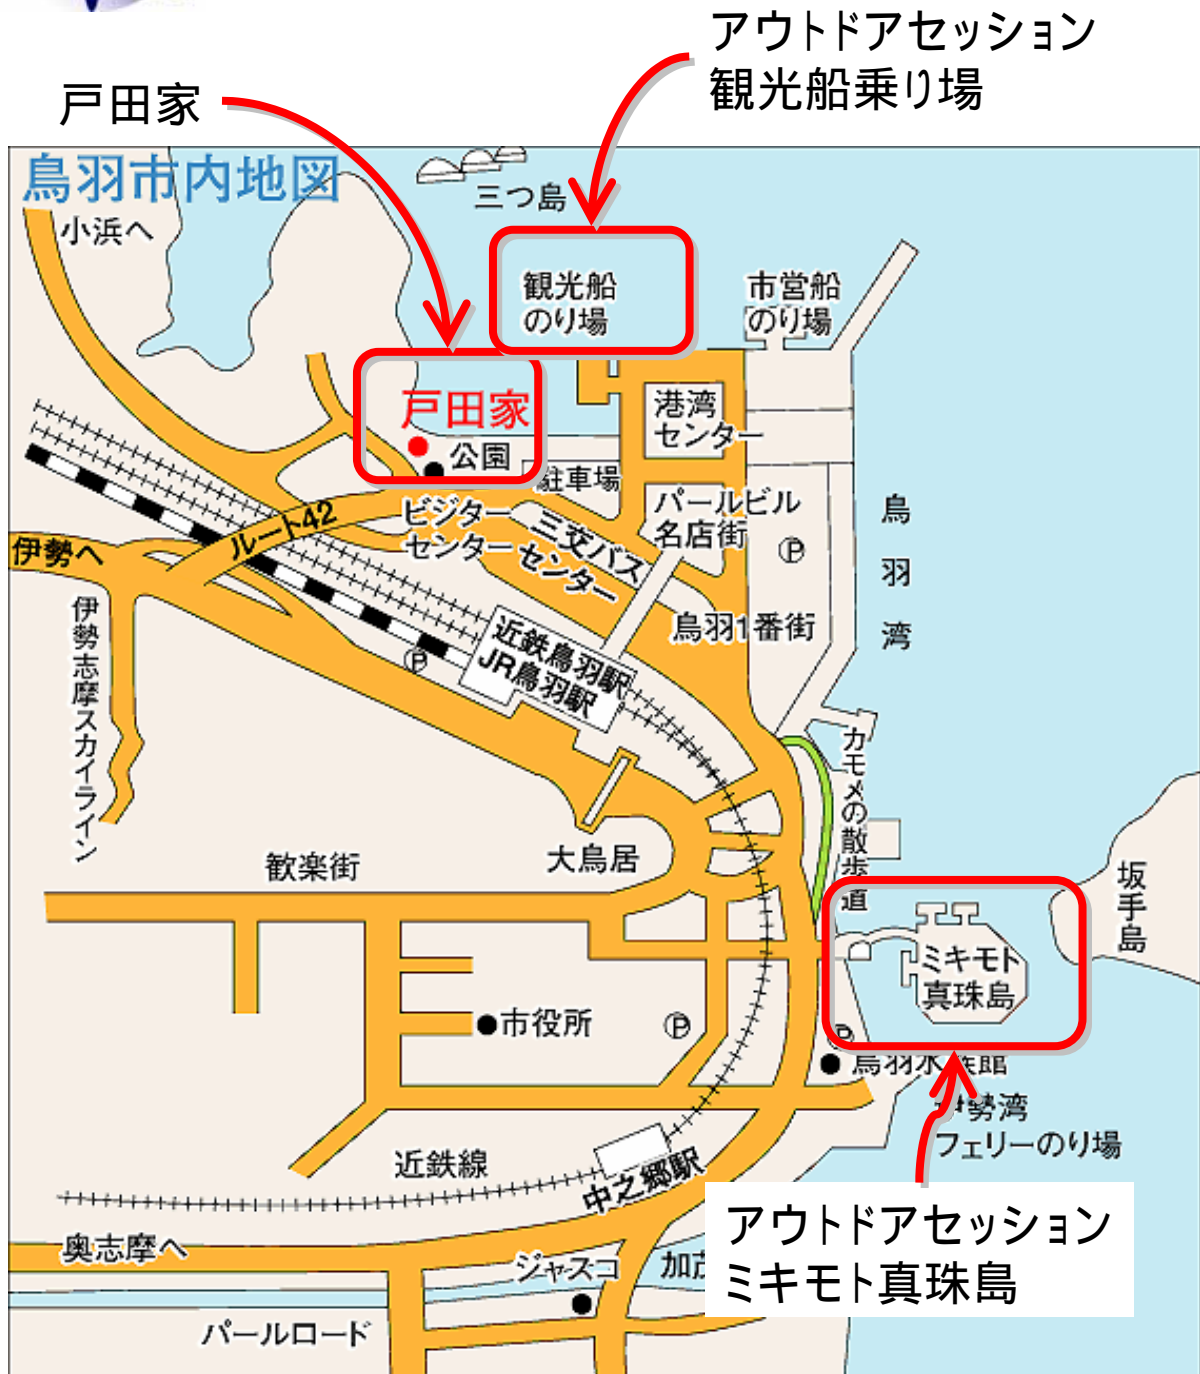 アウトドアセッション
観光船乗り場
戸田家
鳥羽市内地図
小浜へ
三つ島
観光船
のり場
市営船
のり場
戸田家
公園
港湾
センター
駐車場
パールビル
名店街
ビジター
センター
三交バス
センター
ルート42
伊勢へ
Ⓟ
鳥羽湾
鳥羽1番街
伊勢志摩スカイライン
近鉄鳥羽駅
JR鳥羽駅
Ⓟ
カモメの散歩道
大鳥居
歓楽街
坂手島
ミキモト
真珠島
市役所
Ⓟ
Ⓟ
鳥羽水族館
伊勢湾
フェリーのり場
近鉄線
中之郷駅
アウトドアセッション
ミキモト真珠島
奥志摩へ
ジャスコ
パールロード